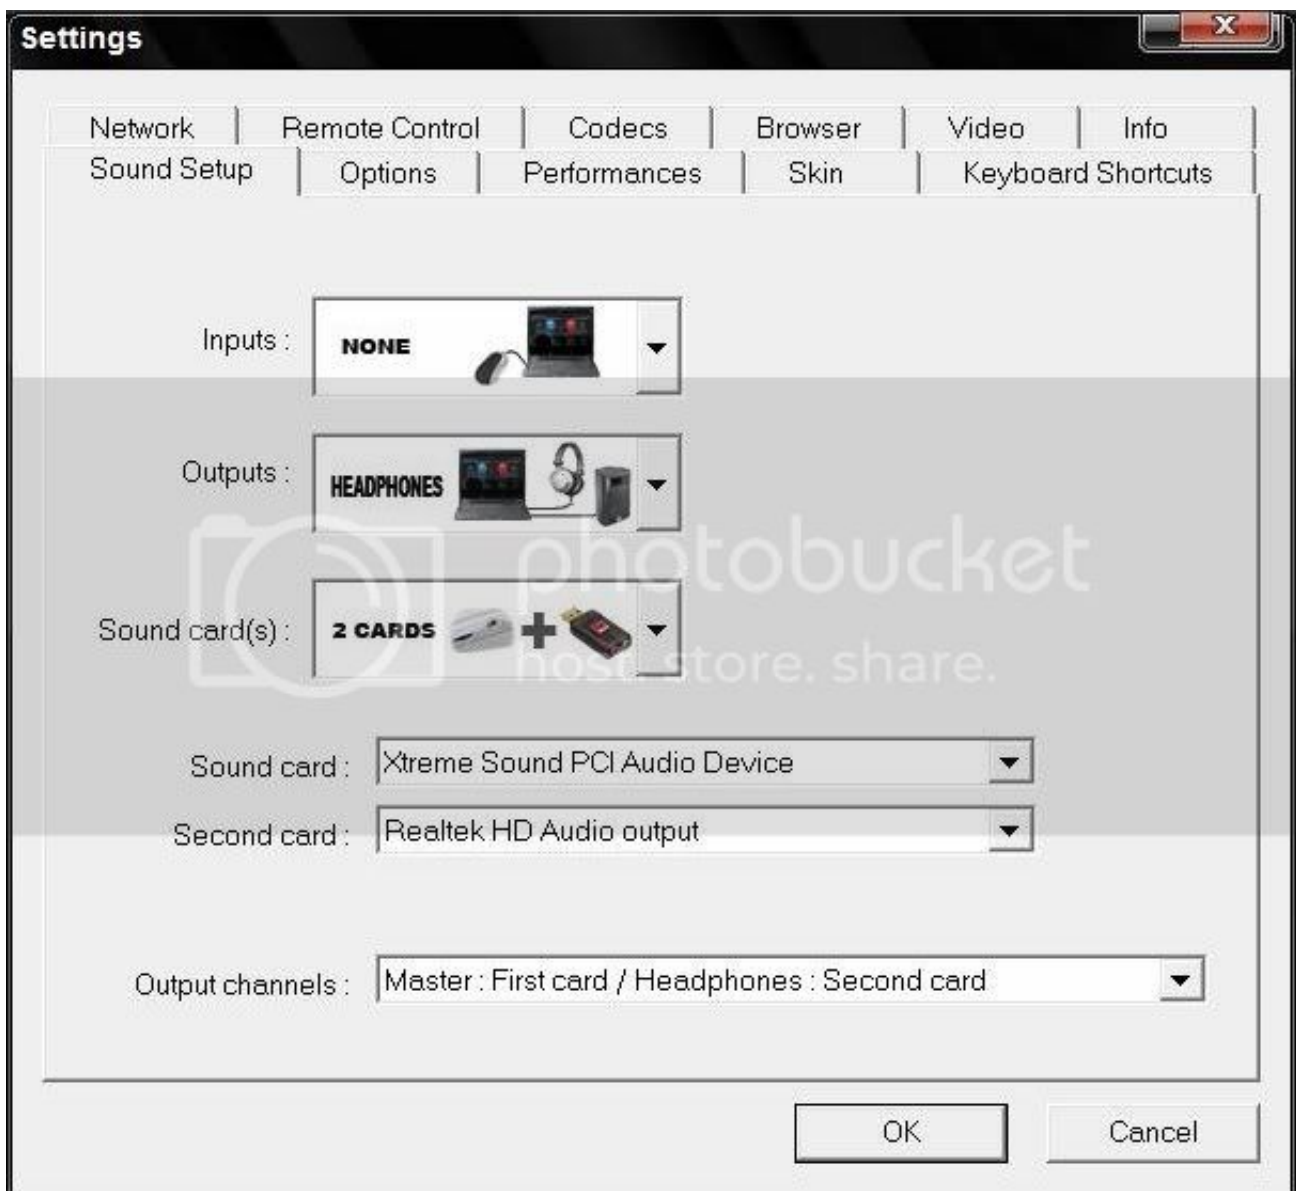 Settings
X
Network Remote Control Codecs Browser Video Info
Sound Setup Options Performances Skin Keyboard Shortcuts
Inputs : NONE
Outputs : HEADPHONES
photobucket
Sound card(s) : 2 CARDS
host. store. share.
Sound card : Xtreme Sound PCI Audio Device
Second card : Realtek HD Audio output
Output channels : Master : First card / Headphones : Second card
OK Cancel